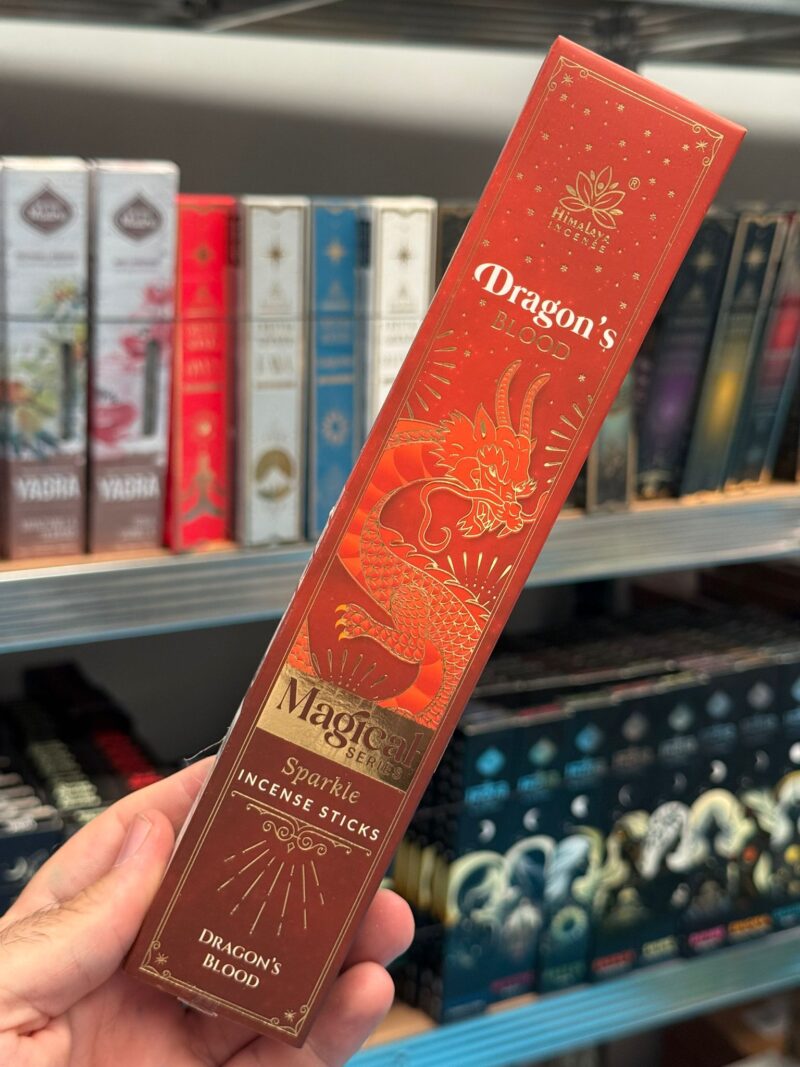 Himalaya
INCENSE
®
Dragon's
BLOOD
Magical
SERIES
Sparkle
INCENSE STICKS
DRAGON'S
BLOOD
YADRA
YADRA